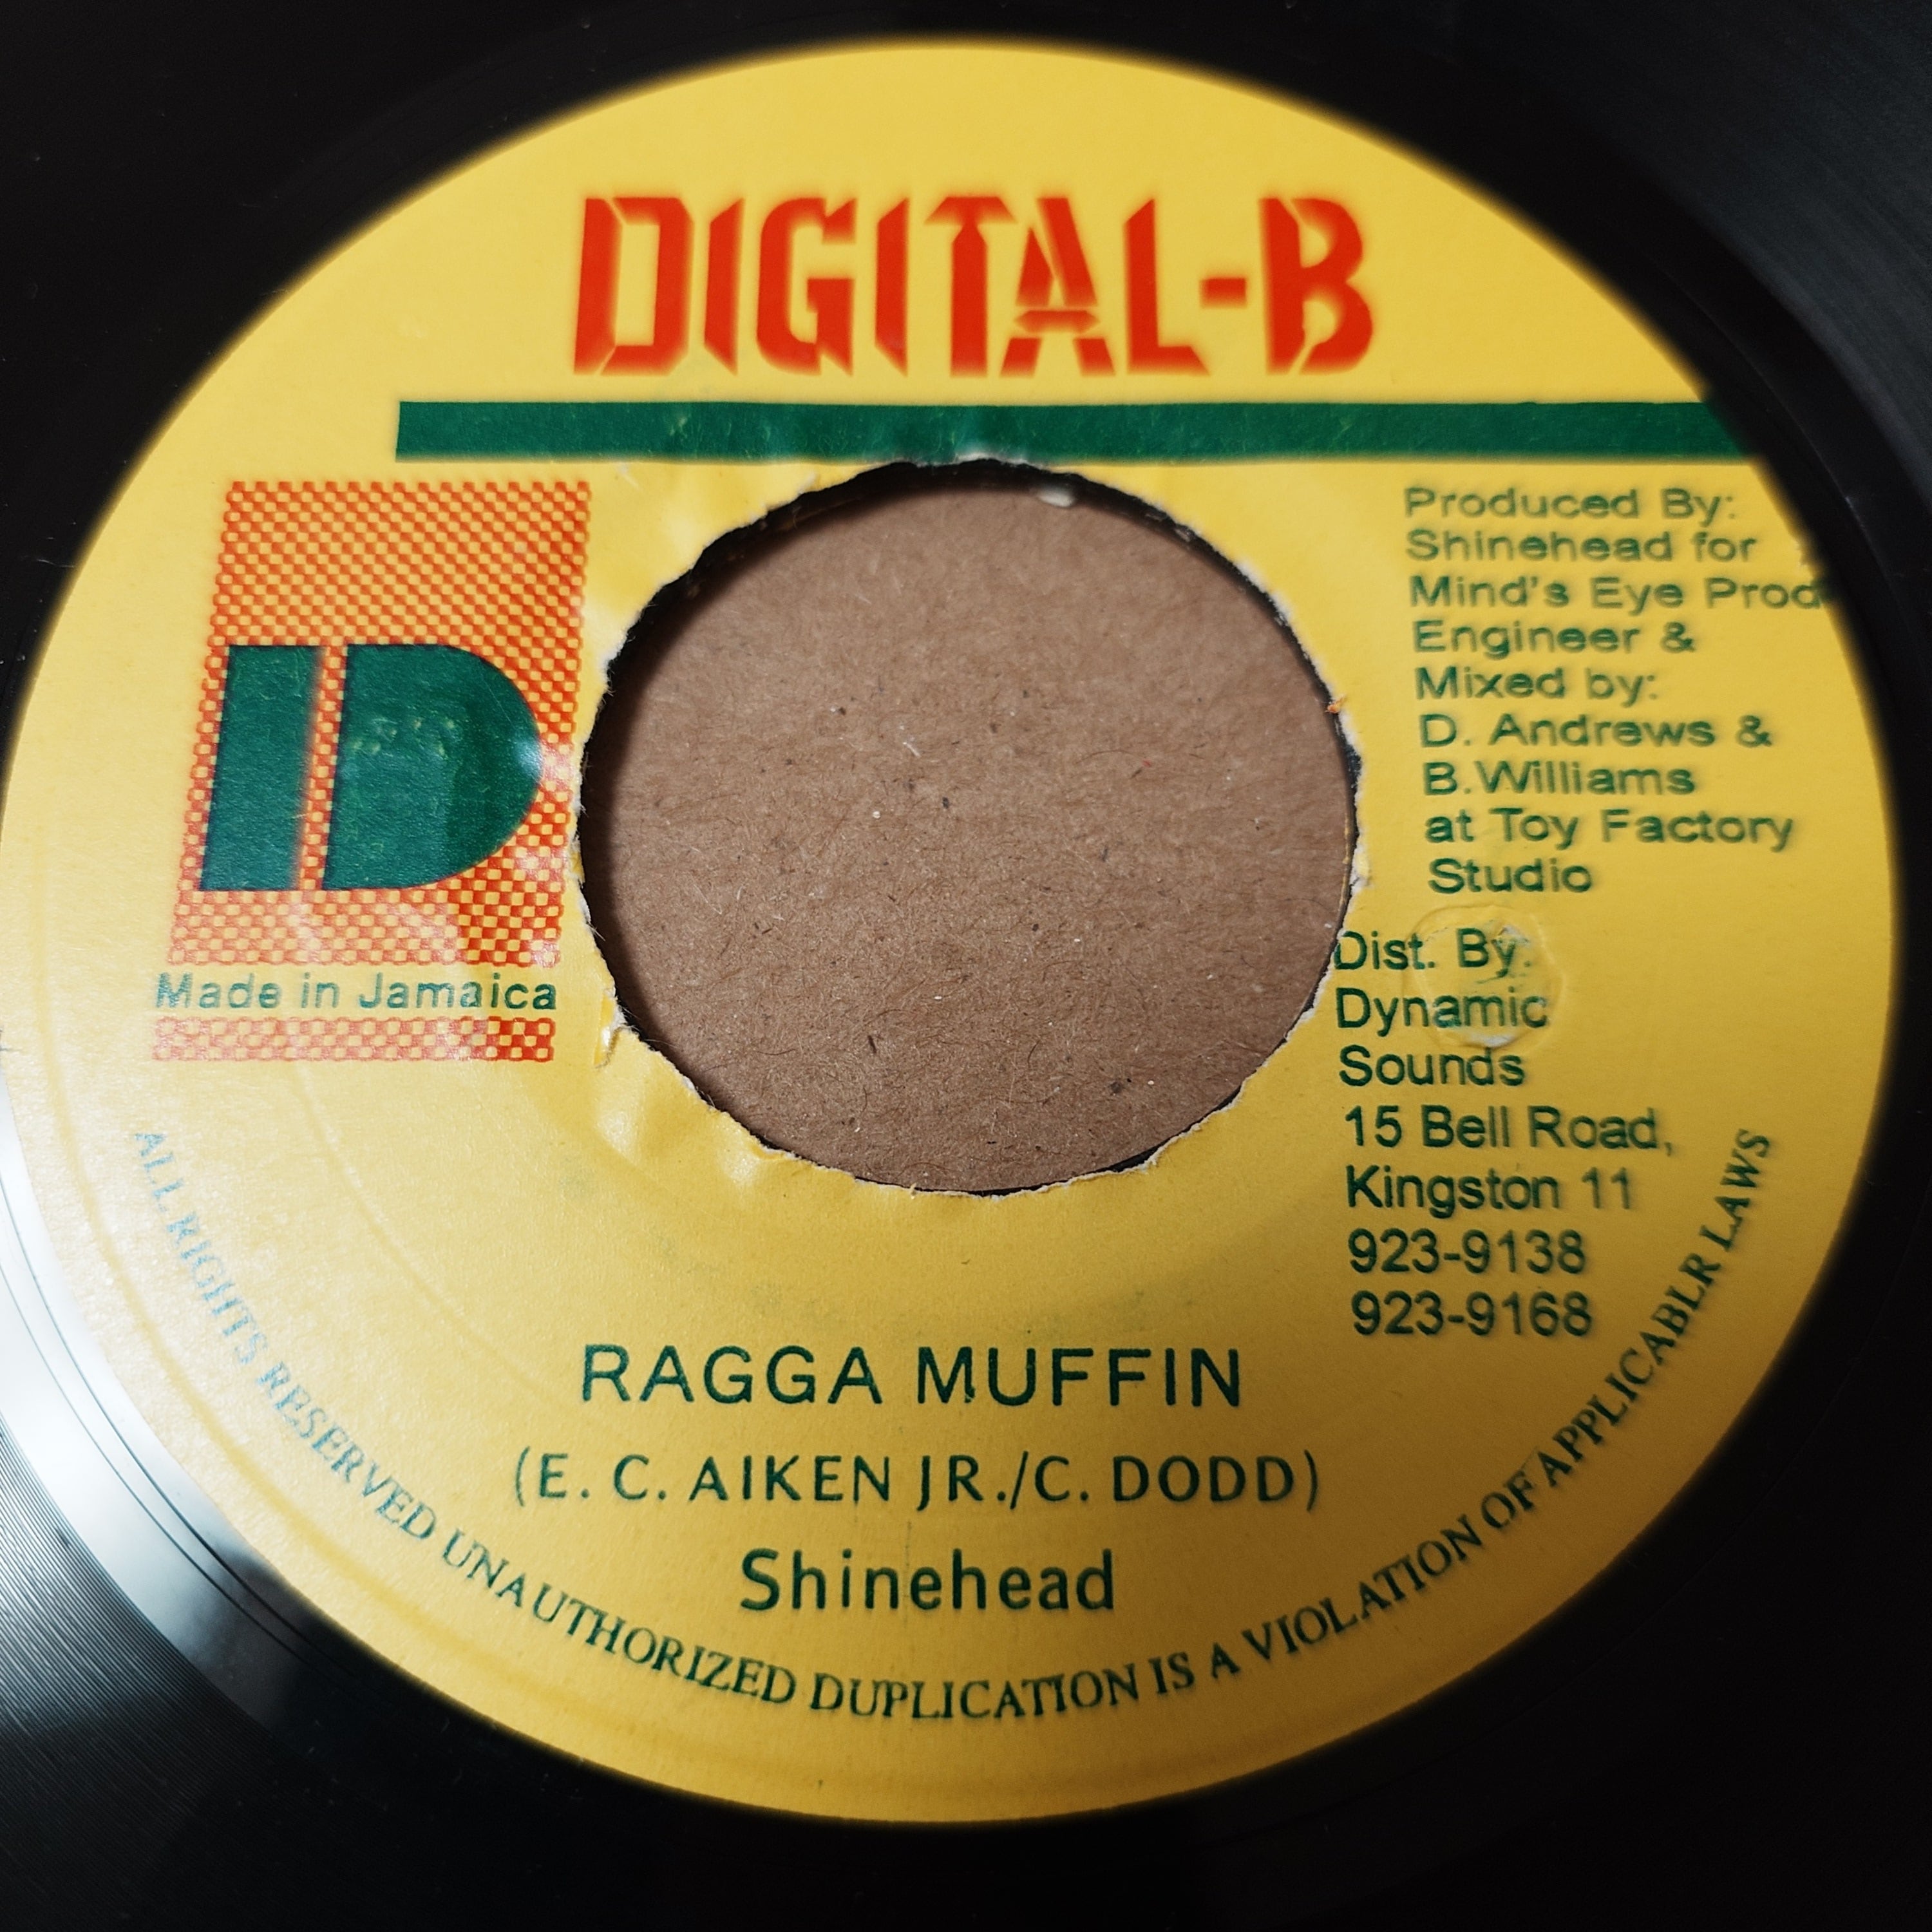 DIGITAL-B
Produced By:
Shinehead for
Mind's Eye Prod
Engineer &
Mixed by:
D. Andrews &
B.Williams
at Toy Factory
Studio
Dist. By:
Dynamic
Sounds
15 Bell Road,
Kingston 11
923-9138
923-9168
D
Made in Jamaica
RAGGA MUFFIN
(E. C. AIKEN JR./C. DODD)
Shinehead
ALL RIGHTS RESERVED UNAUTHORIZED DUPLICATION IS A VIOLATION OF APPLICABLR LAWS